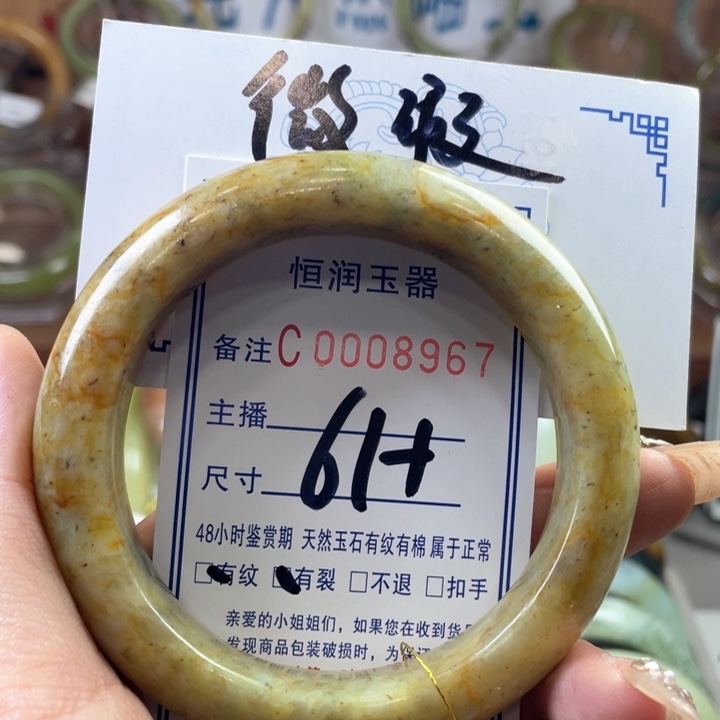 微瑕
恒润玉器
备注C0008967
主播
尺寸 61+
48小时鉴赏期 天然玉石有纹有棉属于正常
有纹 有裂 □不退 □扣手
亲爱的小姐姐们，如果您在收到货
发现商品包装破损时，为保证